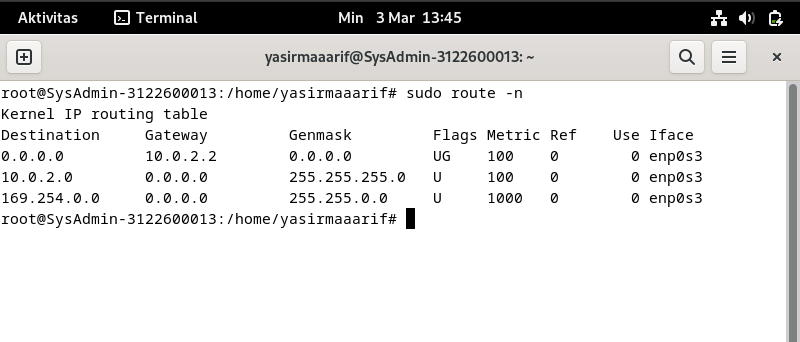 Aktivitas Terminal Min 3 Mar 13:45
yasirmaaarif@SysAdmin-3122600013: ~
root@SysAdmin-3122600013:/home/yasirmaaarif# sudo route -n
Kernel IP routing table
Destination     Gateway         Genmask         Flags Metric Ref    Use Iface
0.0.0.0         10.0.2.2        0.0.0.0         UG    100    0        0 enp0s3
10.0.2.0        0.0.0.0         255.255.255.0   U     100    0        0 enp0s3
169.254.0.0     0.0.0.0         255.255.0.0     U     1000   0        0 enp0s3
root@SysAdmin-3122600013:/home/yasirmaaarif#